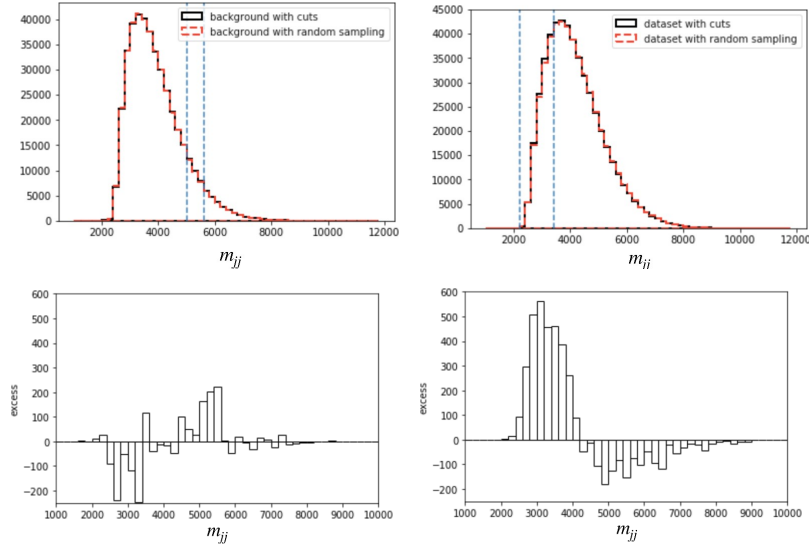 40000
35000
30000
25000
20000
15000
10000
5000
0
background with cuts
background with random sampling
2000 4000 6000 8000 10000 12000
m_jj
45000
40000
35000
30000
25000
20000
15000
10000
5000
0
dataset with cuts
dataset with random sampling
2000 4000 6000 8000 10000 12000
m_jj
excess
600
500
400
300
200
100
0
−100
−200
1000 2000 3000 4000 5000 6000 7000 8000 9000 10000
m_jj
excess
600
500
400
300
200
100
0
−100
−200
1000 2000 3000 4000 5000 6000 7000 8000 9000 10000
m_jj